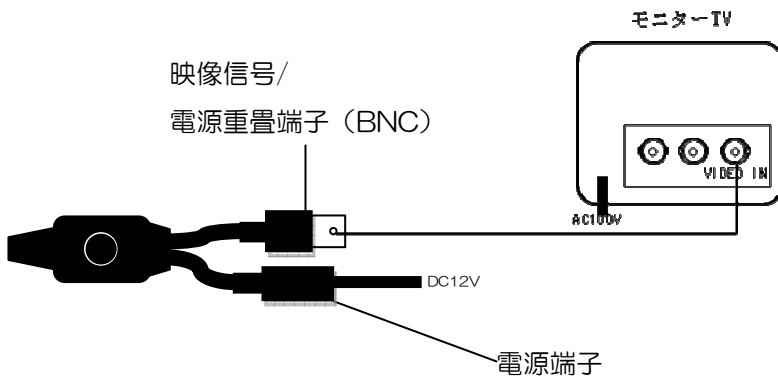 モニターTV
映像信号/
電源重畳端子（BNC）
VIDEO IN
AC100V
DC12V
電源端子